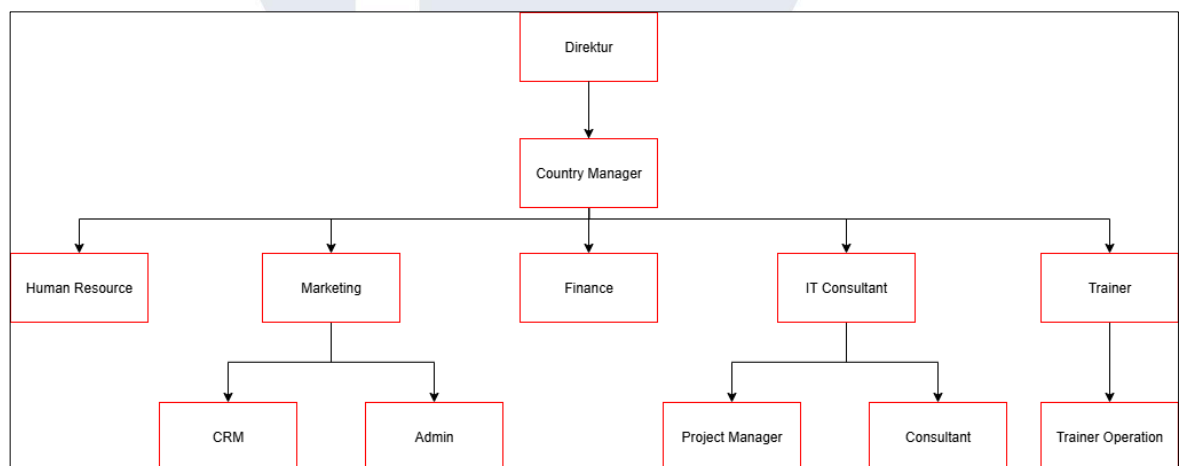 Direktur
Country Manager
Human Resource
Marketing
Finance
IT Consultant
Trainer
CRM
Admin
Project Manager
Consultant
Trainer Operation